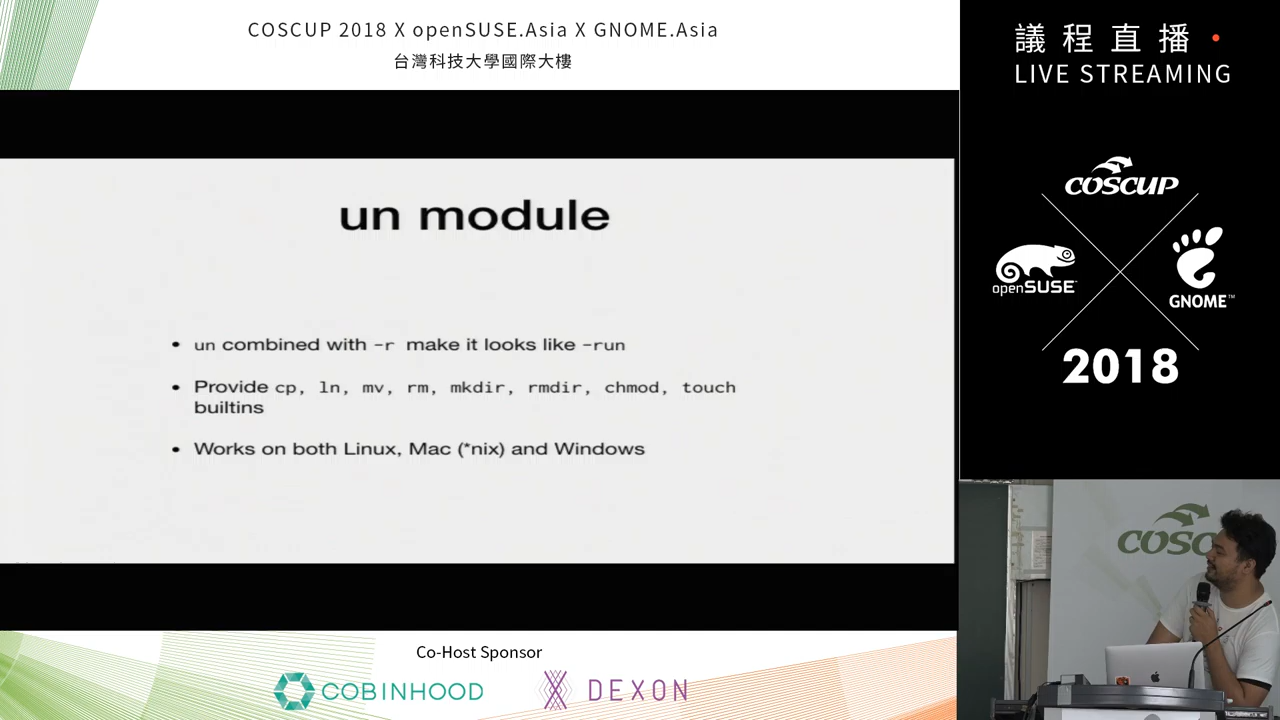 COSCUP 2018 X openSUSE.Asia X GNOME.Asia
台灣科技大學國際大樓
議程直播
LIVE STREAMING
COSCUP
openSUSE
GNOME™
2018
un module
• un combined with -r make it looks like -run
• Provide cp, ln, mv, rm, mkdir, rmdir, chmod, touch
builtins
• Works on both Linux, Mac (*nix) and Windows
COSC
Co-Host Sponsor
COBINHOOD
DEXON